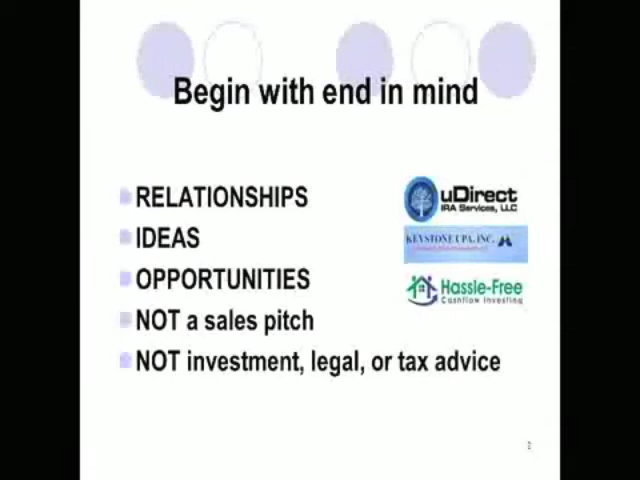 Begin with end in mind
RELATIONSHIPS
IDEAS
OPPORTUNITIES
NOT a sales pitch
NOT investment, legal, or tax advice
uDirect
IRA Services, LLC
KEYSTONE CPA, INC.
Hassle-Free
Cashflow Investing
2